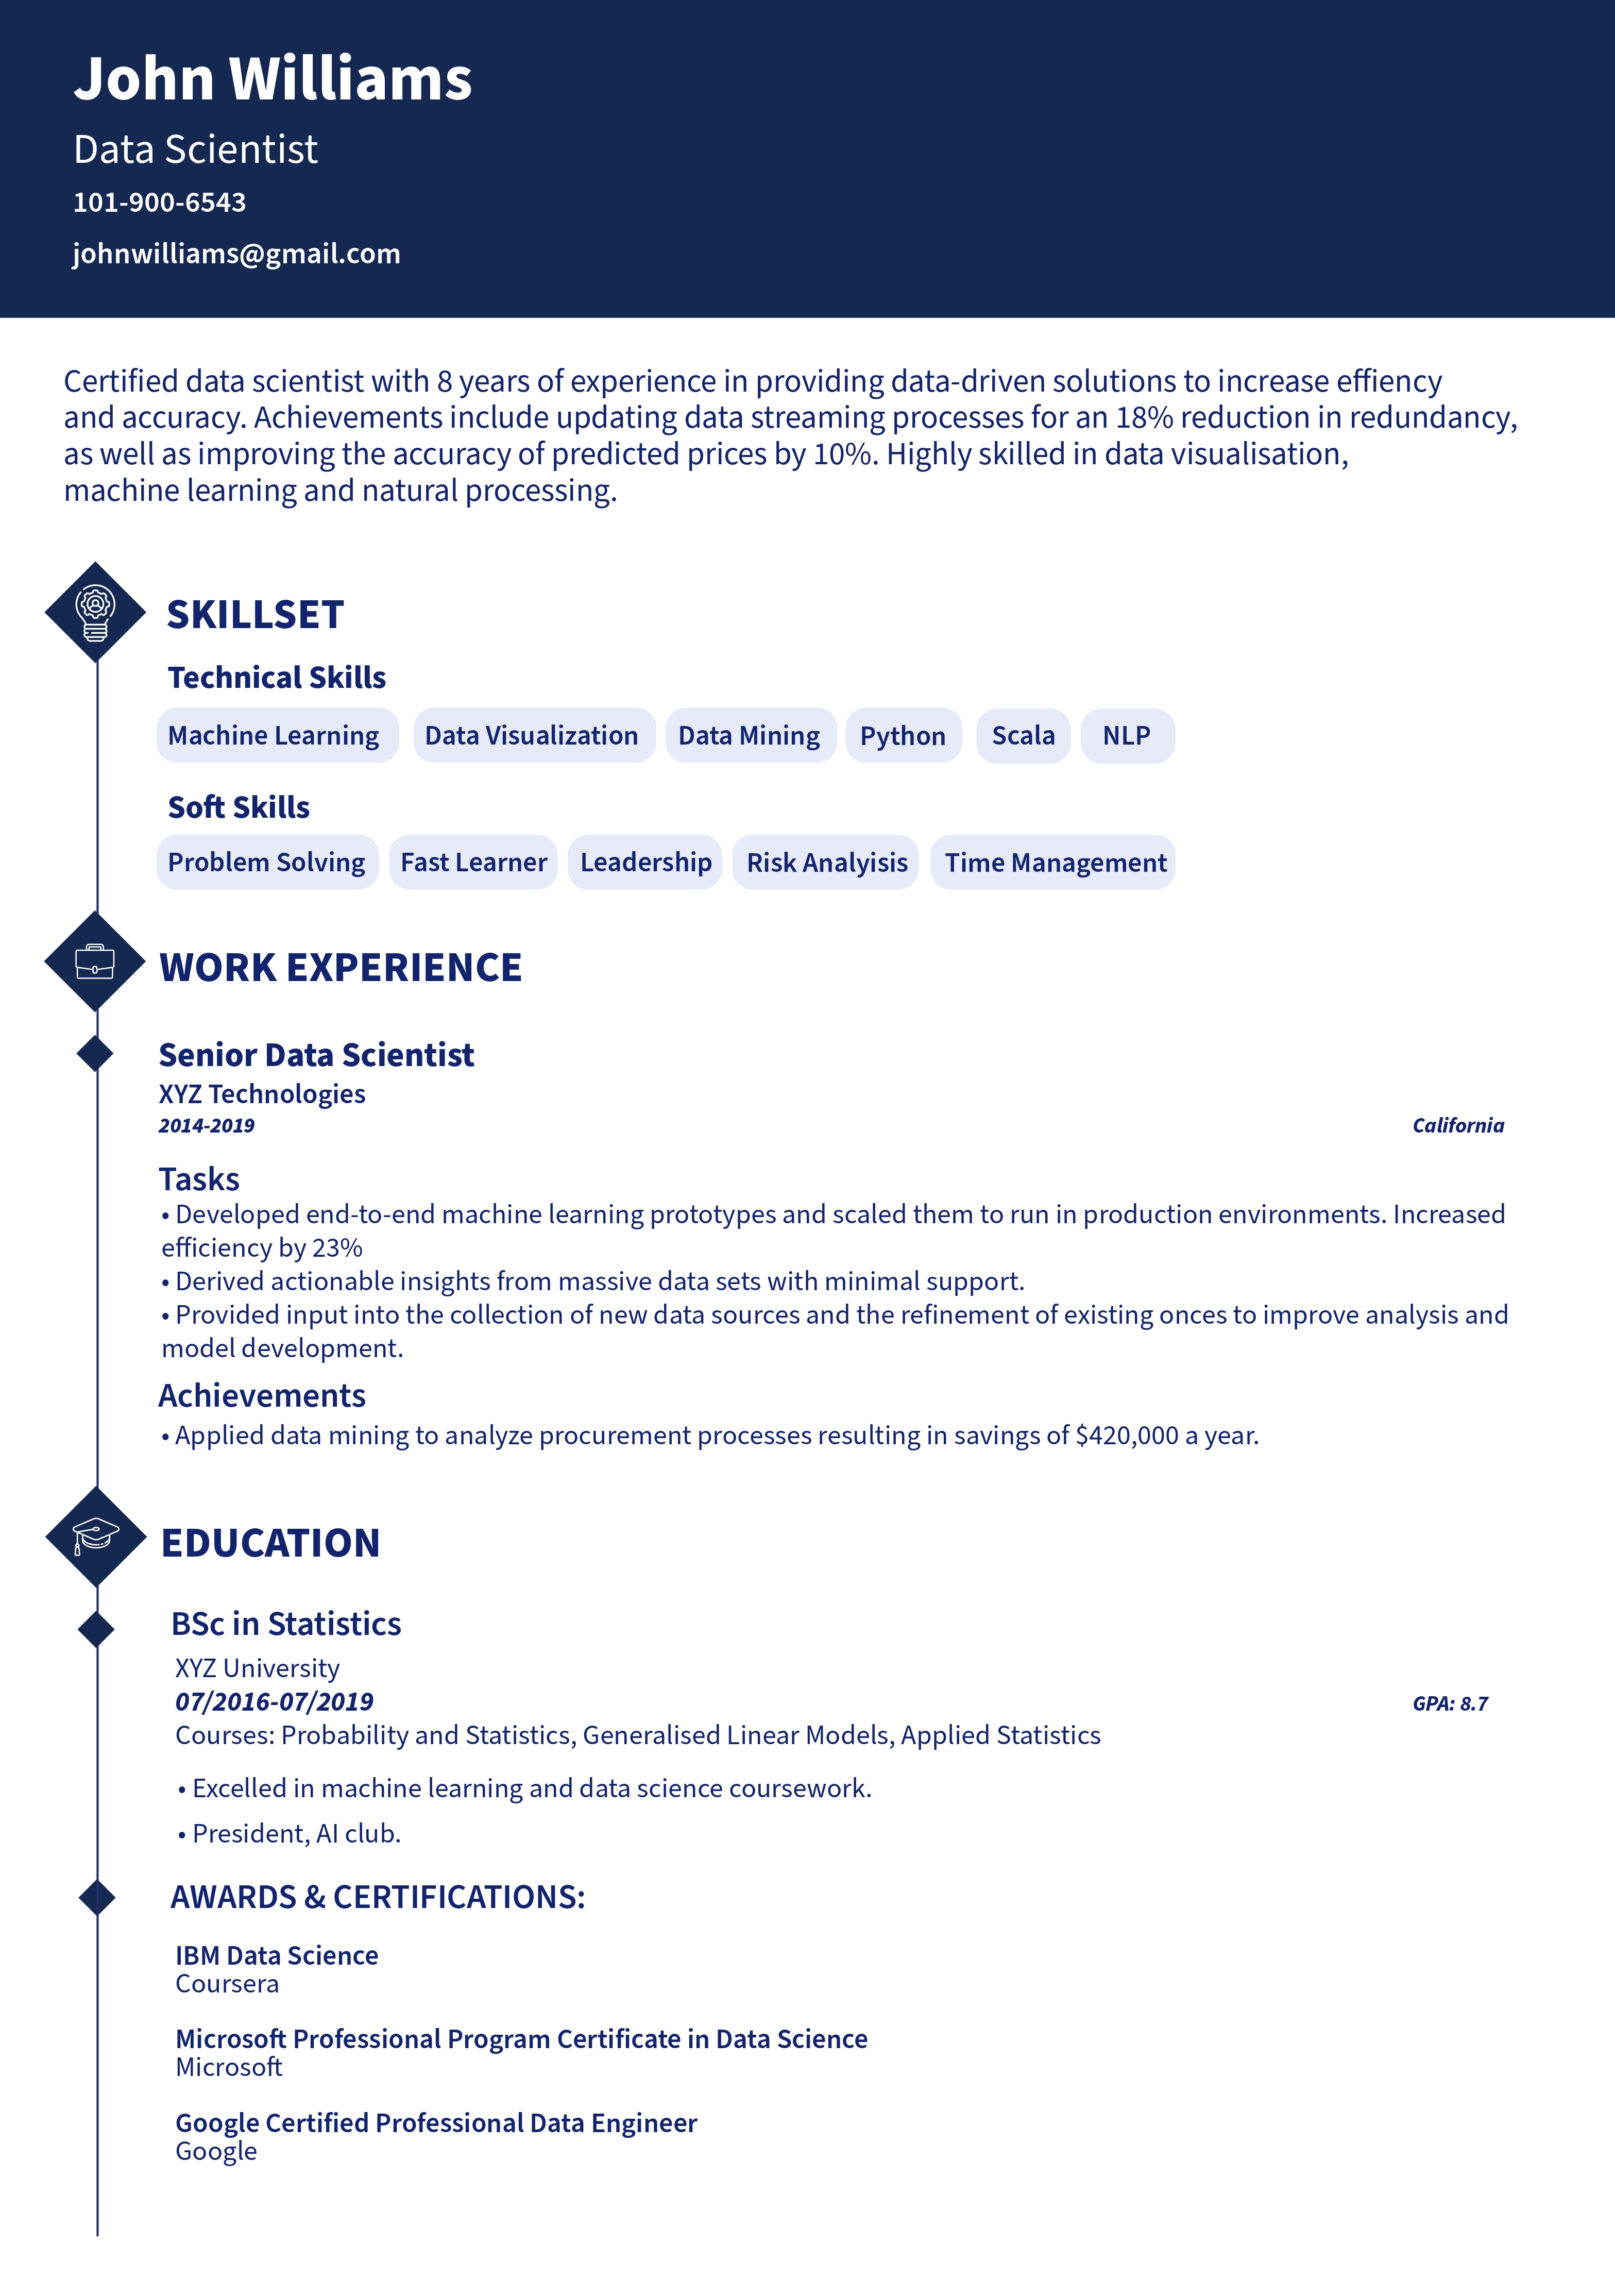 John Williams
Data Scientist
101-900-6543
johnwilliams@gmail.com
Certified data scientist with 8 years of experience in providing data-driven solutions to increase effiency
and accuracy. Achievements include updating data streaming processes for an 18% reduction in redundancy,
as well as improving the accuracy of predicted prices by 10%. Highly skilled in data visualisation,
machine learning and natural processing.
SKILLSET
Technical Skills
Machine Learning Data Visualization Data Mining Python Scala NLP
Soft Skills
Problem Solving Fast Learner Leadership Risk Analyisis Time Management
WORK EXPERIENCE
Senior Data Scientist
XYZ Technologies
2014-2019 California
Tasks
• Developed end-to-end machine learning prototypes and scaled them to run in production environments. Increased
efficiency by 23%
• Derived actionable insights from massive data sets with minimal support.
• Provided input into the collection of new data sources and the refinement of existing onces to improve analysis and
model development.
Achievements
• Applied data mining to analyze procurement processes resulting in savings of $420,000 a year.
EDUCATION
BSc in Statistics
XYZ University
07/2016-07/2019 GPA: 8.7
Courses: Probability and Statistics, Generalised Linear Models, Applied Statistics
• Excelled in machine learning and data science coursework.
• President, AI club.
AWARDS & CERTIFICATIONS:
IBM Data Science
Coursera
Microsoft Professional Program Certificate in Data Science
Microsoft
Google Certified Professional Data Engineer
Google